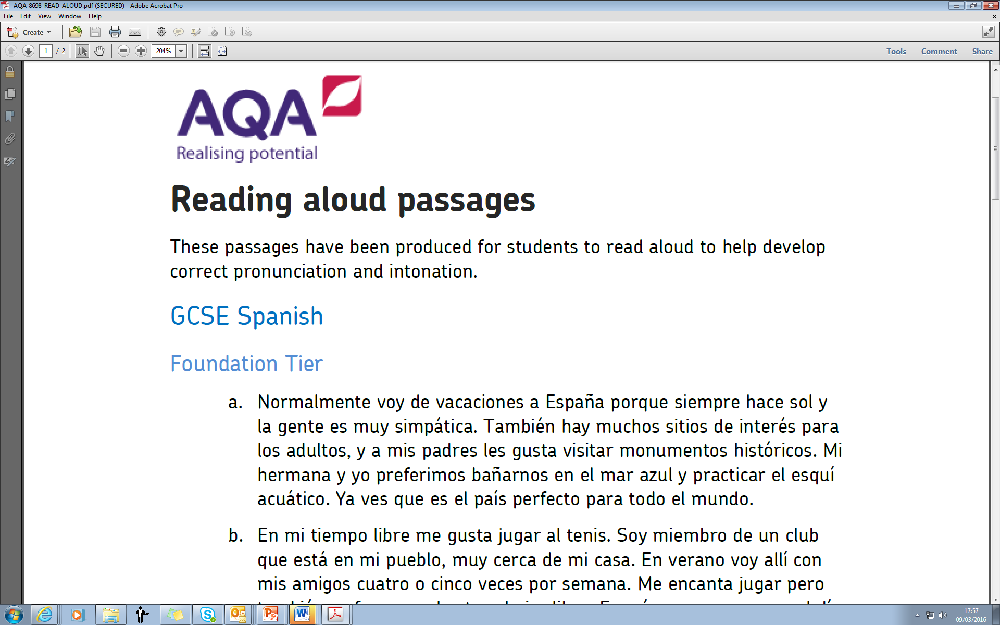 AQA-8698-READ-ALOUD.pdf (SECURED) - Adobe Acrobat Pro
File Edit View Window Help
Create
1 / 2 204% Tools Comment Share
AQA
Realising potential
Reading aloud passages
These passages have been produced for students to read aloud to help develop
correct pronunciation and intonation.
GCSE Spanish
Foundation Tier
a. Normalmente voy de vacaciones a España porque siempre hace sol y
la gente es muy simpática. También hay muchos sitios de interés para
los adultos, y a mis padres les gusta visitar monumentos históricos. Mi
hermana y yo preferimos bañarnos en el mar azul y practicar el esquí
acuático. Ya ves que es el país perfecto para todo el mundo.
b. En mi tiempo libre me gusta jugar al tenis. Soy miembro de un club
que está en mi pueblo, muy cerca de mi casa. En verano voy allí con
mis amigos cuatro o cinco veces por semana. Me encanta jugar pero
17:57
09/03/2016